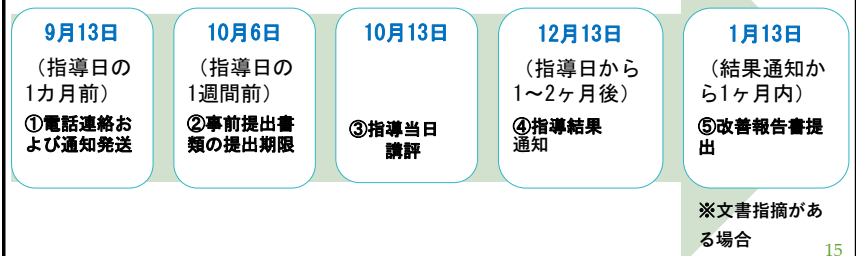 9月13日
（指導日の
1カ月前）
①電話連絡お
よび通知発送
10月6日
（指導日の
1週間前）
②事前提出書
類の提出期限
10月13日
③指導当日
講評
12月13日
（指導日から
1～2ヶ月後）
④指導結果
通知
1月13日
（結果通知か
ら1ヶ月内）
⑤改善報告書提
出
※文書指摘があ
る場合
15